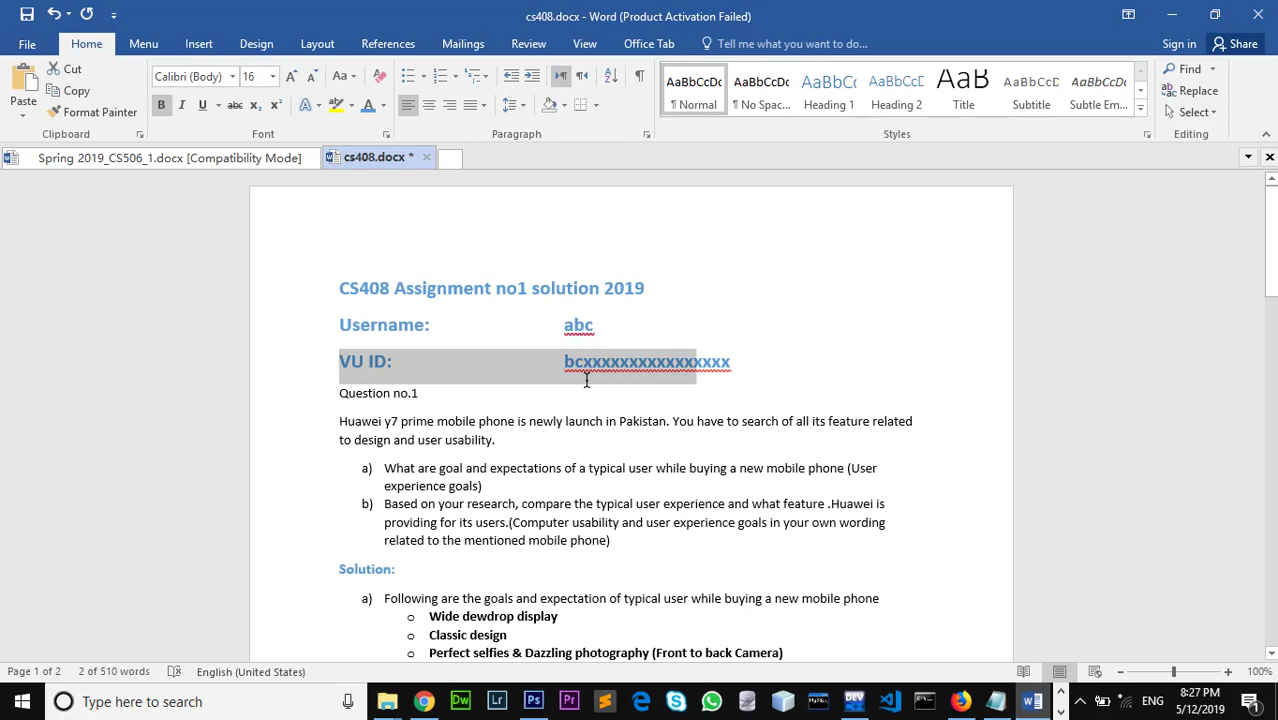 cs408.docx - Word (Product Activation Failed)
File Home Menu Insert Design Layout References Mailings Review View Office Tab Tell me what you want to do... Sign in Share
Paste
Cut
Copy
Format Painter
Calibri (Body) 16
AaBbCcDc AaBbCcDc AaBbCc AaBbCcD AaB AaBbCcD AaBbCcDc
¶ Normal ¶ No Spac... Heading 1 Heading 2 Title Subtitle Subtle Em...
Find
Replace
Select
Clipboard Font Paragraph Styles Editing
Spring 2019_CS506_1.docx [Compatibility Mode] cs408.docx *
CS408 Assignment no1 solution 2019
Username: abc
VU ID: bcxxxxxxxxxxxxxxxx
Question no.1
Huawei y7 prime mobile phone is newly launch in Pakistan. You have to search of all its feature related
to design and user usability.
a) What are goal and expectations of a typical user while buying a new mobile phone (User
experience goals)
b) Based on your research, compare the typical user experience and what feature .Huawei is
providing for its users.(Computer usability and user experience goals in your own wording
related to the mentioned mobile phone)
Solution:
a) Following are the goals and expectation of typical user while buying a new mobile phone
o Wide dewdrop display
o Classic design
o Perfect selfies & Dazzling photography (Front to back Camera)
Page 1 of 2 2 of 510 words English (United States) 100%
Type here to search
ENG
8:27 PM
5/12/2019